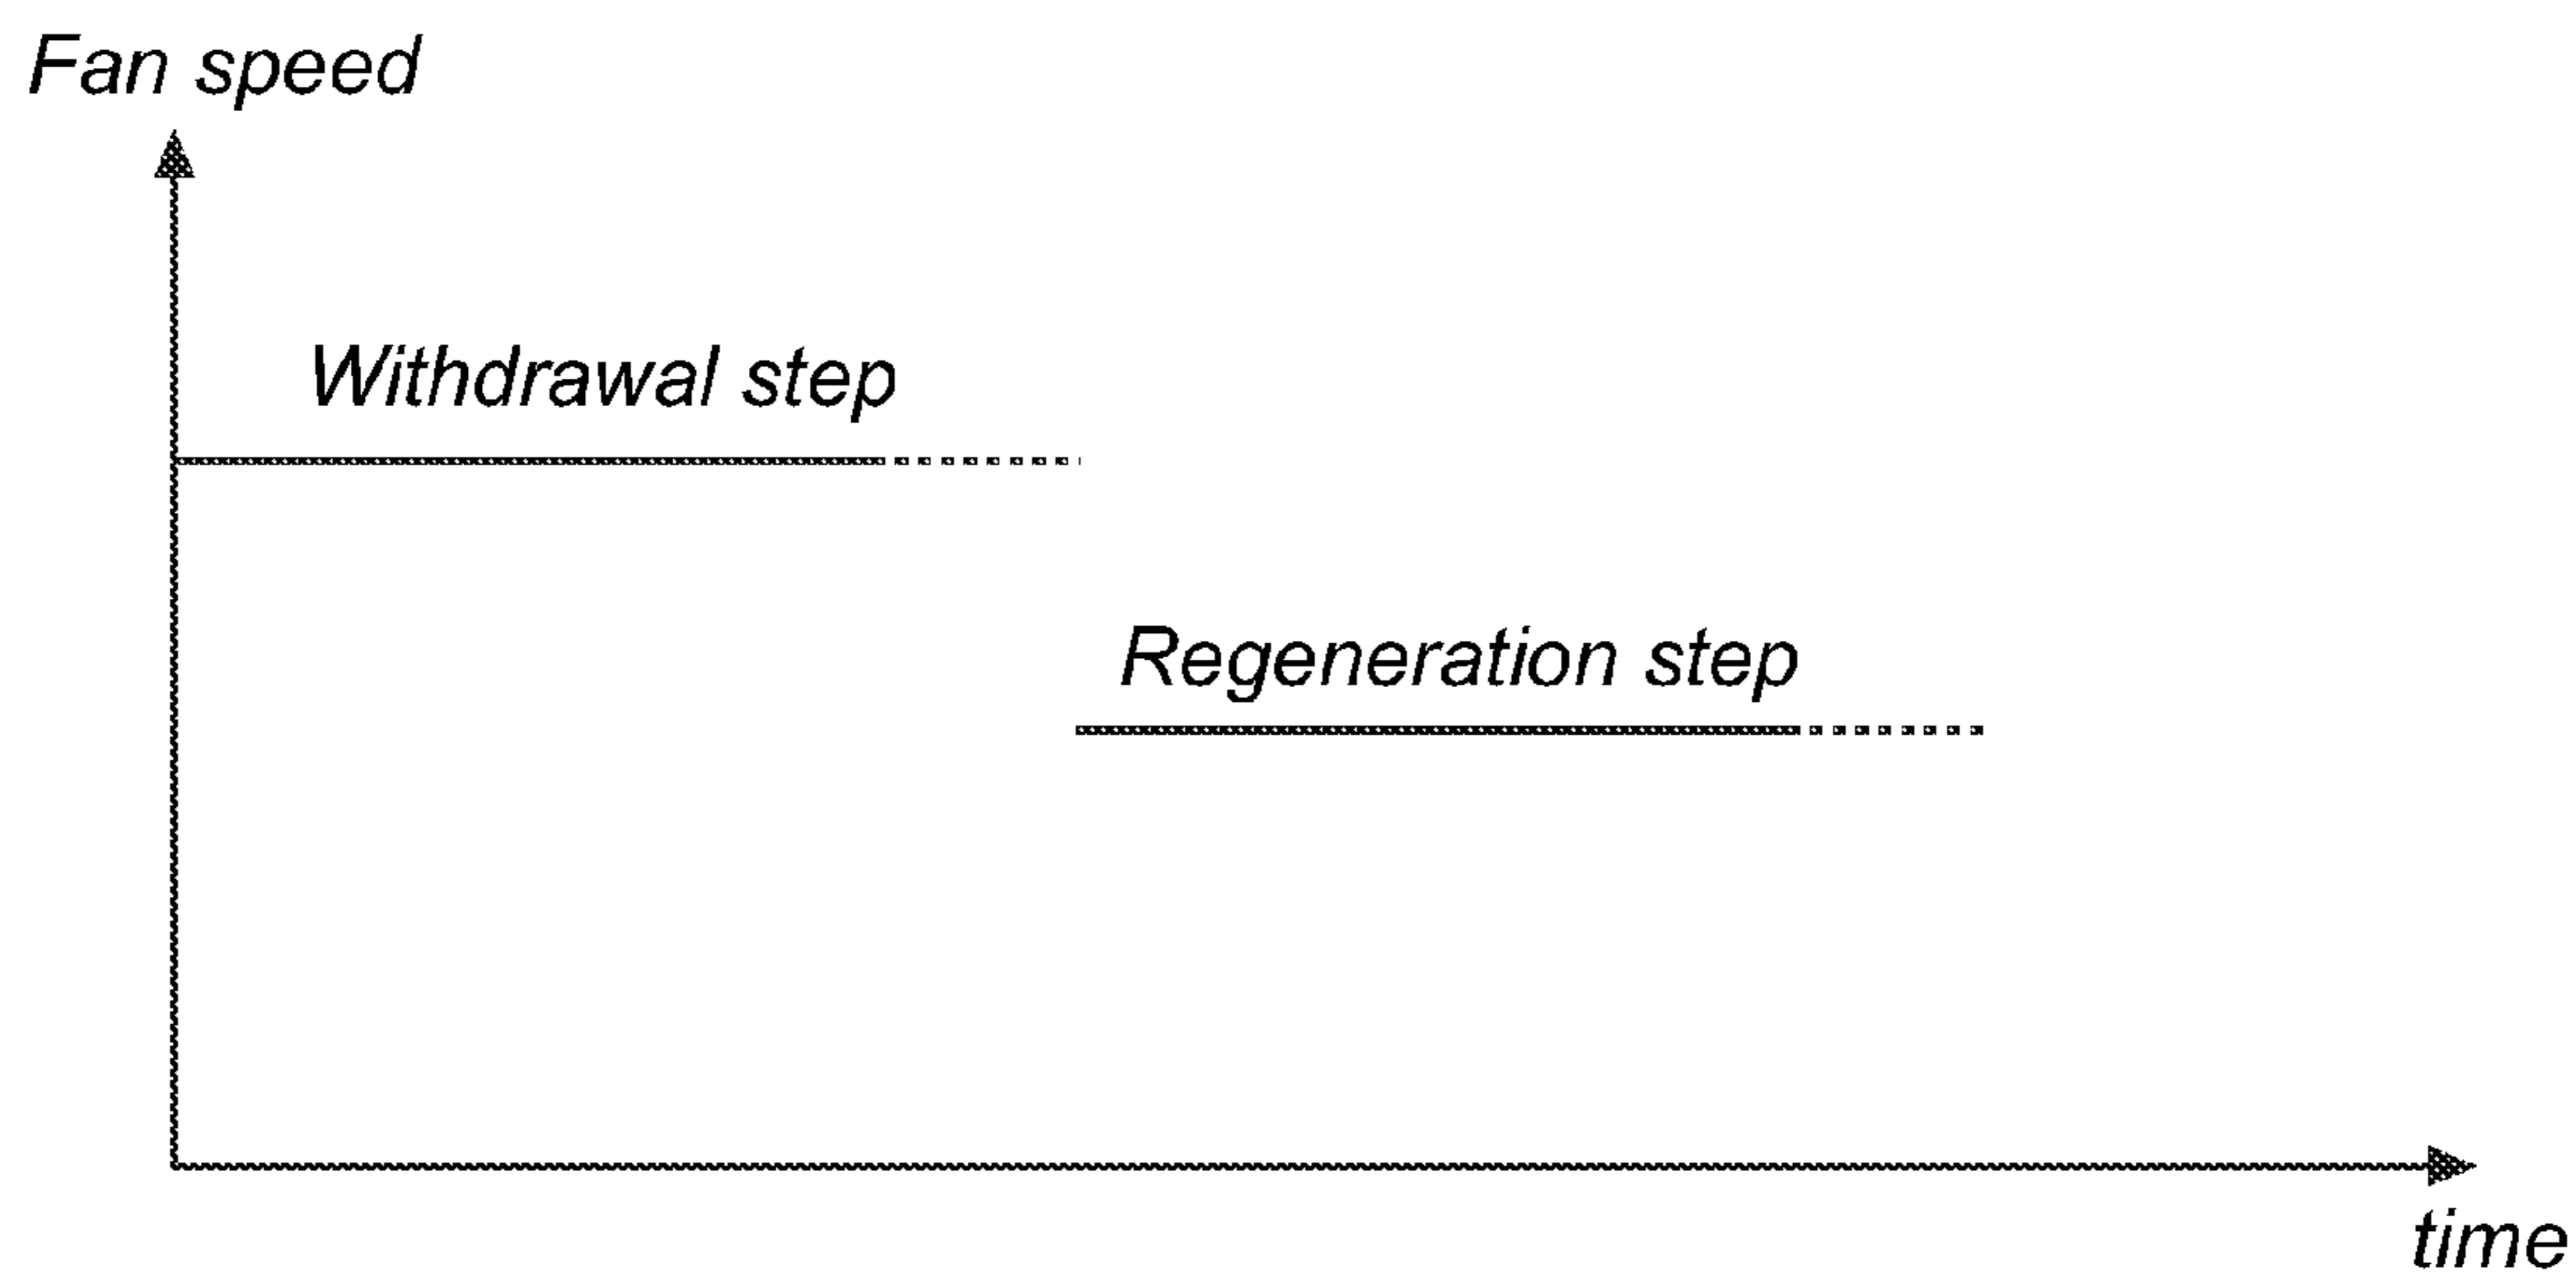 Fan speed
Withdrawal step
Regeneration step
time